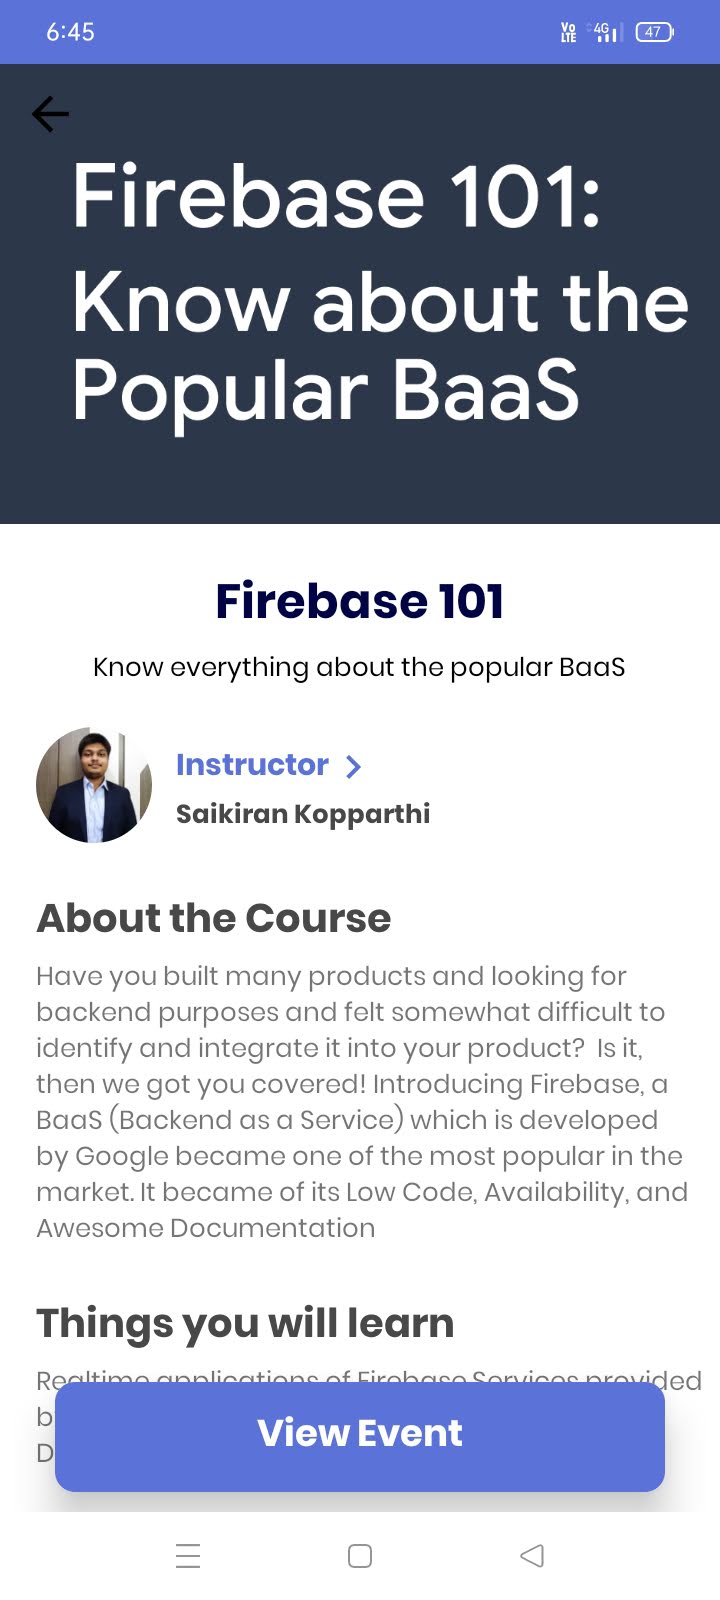 6:45
Vo
LTE
4G
47
Firebase 101:
Know about the
Popular BaaS
Firebase 101
Know everything about the popular BaaS
Instructor
Saikiran Kopparthi
About the Course
Have you built many products and looking for
backend purposes and felt somewhat difficult to
identify and integrate it into your product?  Is it,
then we got you covered! Introducing Firebase, a
BaaS (Backend as a Service) which is developed
by Google became one of the most popular in the
market. It became of its Low Code, Availability, and
Awesome Documentation
Things you will learn
Realtime applications of Firebase Services provided
b
D
View Event